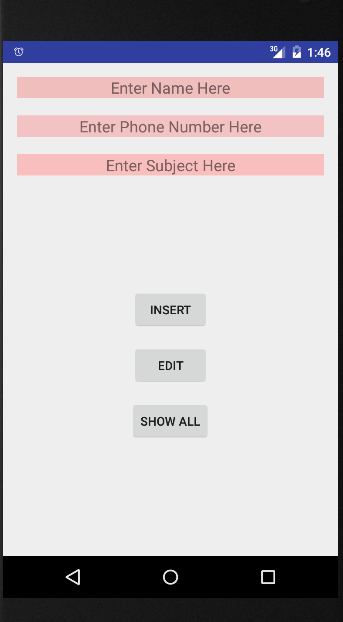 3G 1:46
Enter Name Here
Enter Phone Number Here
Enter Subject Here
INSERT
EDIT
SHOW ALL